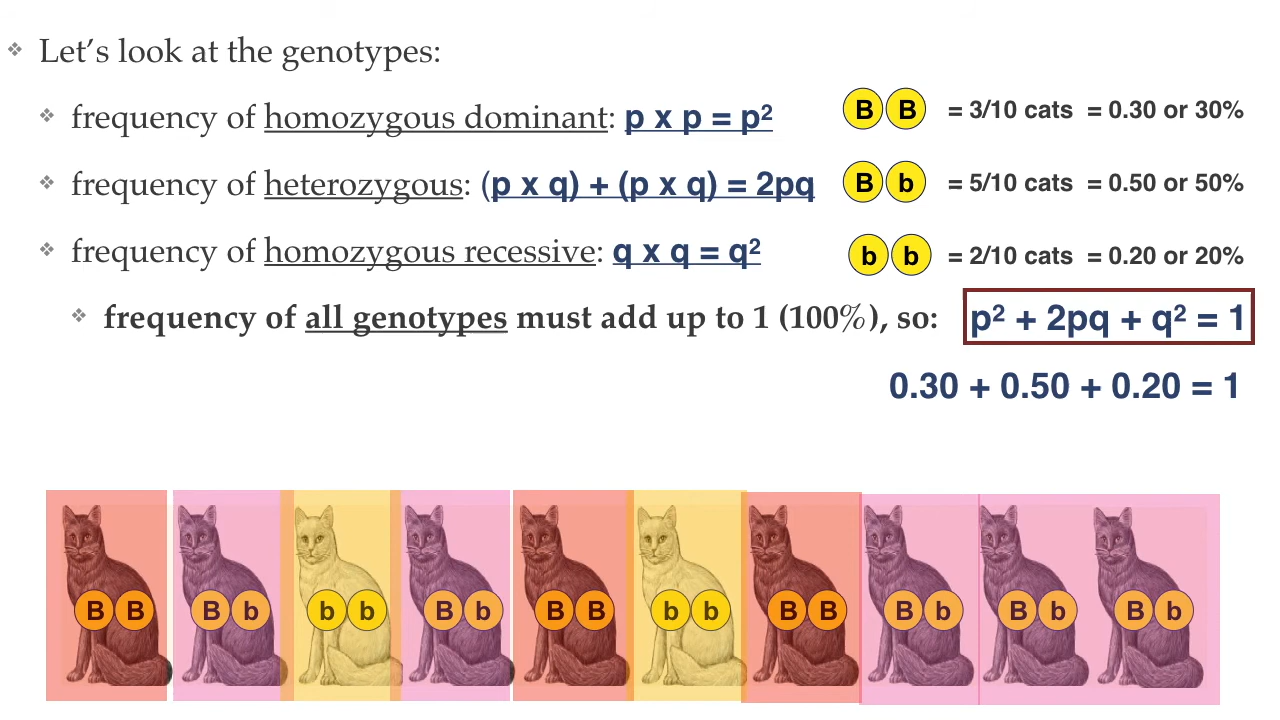 ❖ Let’s look at the genotypes:
❖ frequency of homozygous dominant: p x p = p²
B B = 3/10 cats = 0.30 or 30%
❖ frequency of heterozygous: (p x q) + (p x q) = 2pq
B b = 5/10 cats = 0.50 or 50%
❖ frequency of homozygous recessive: q x q = q²
b b = 2/10 cats = 0.20 or 20%
❖ frequency of all genotypes must add up to 1 (100%), so: p² + 2pq + q² = 1
0.30 + 0.50 + 0.20 = 1
B B B b b b B b B B b b B B B b B b B b